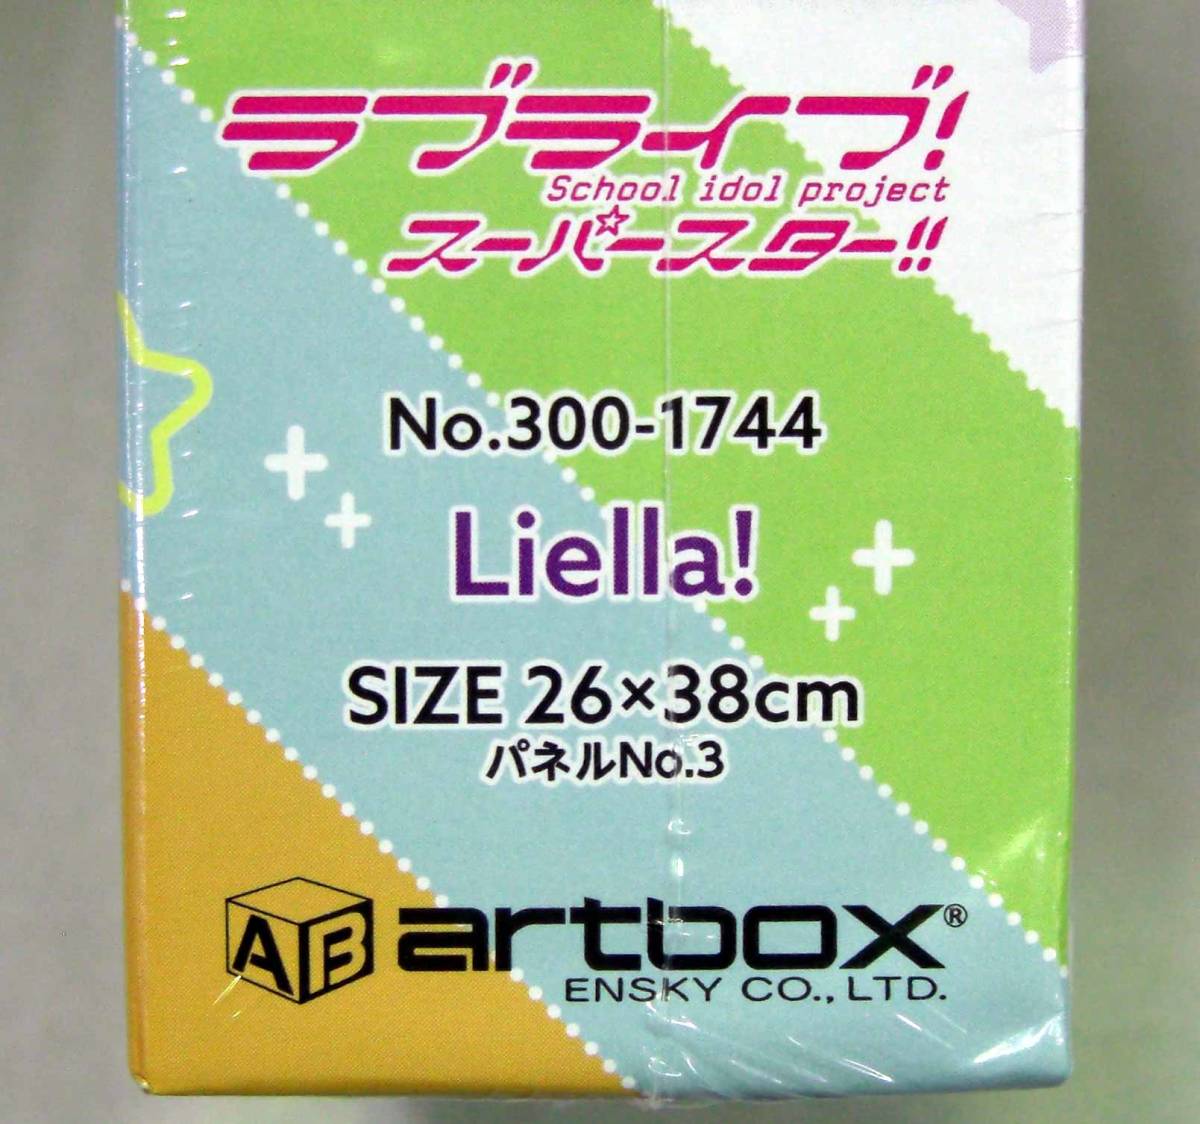 ラブライブ!
School idol project
スーパー☆スター!!
No.300-1744
Liella!
SIZE 26×38cm
パネルNo.3
AB artbox®
ENSKY CO., LTD.